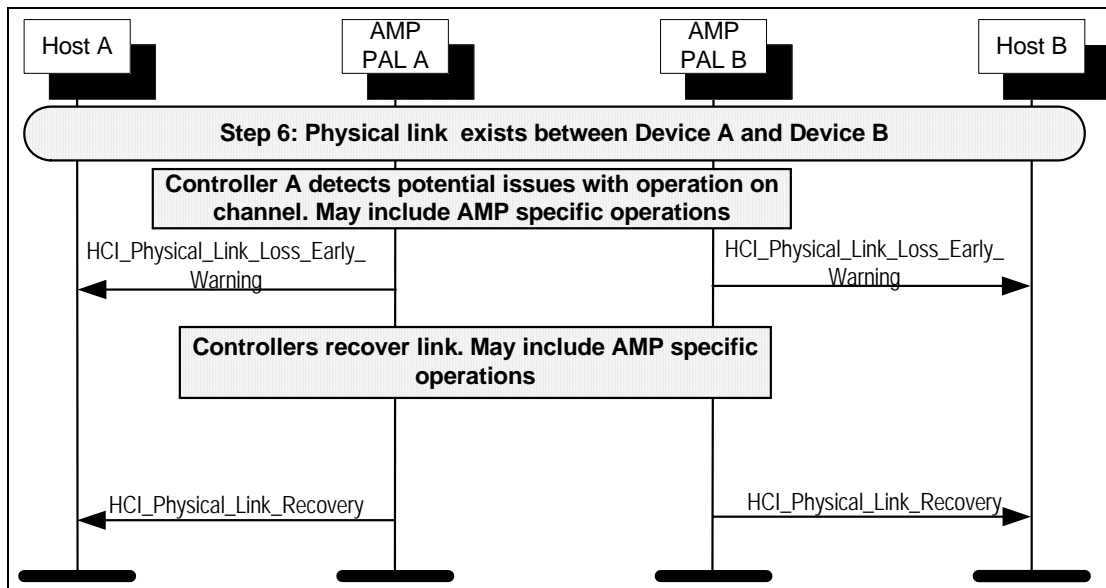 Host A
AMP
PAL A
AMP
PAL B
Host B
Step 6: Physical link  exists between Device A and Device B
Controller A detects potential issues with operation on
channel. May include AMP specific operations
HCI_Physical_Link_Loss_Early_
Warning
HCI_Physical_Link_Loss_Early_
Warning
Controllers recover link. May include AMP specific
operations
HCI_Physical_Link_Recovery
HCI_Physical_Link_Recovery